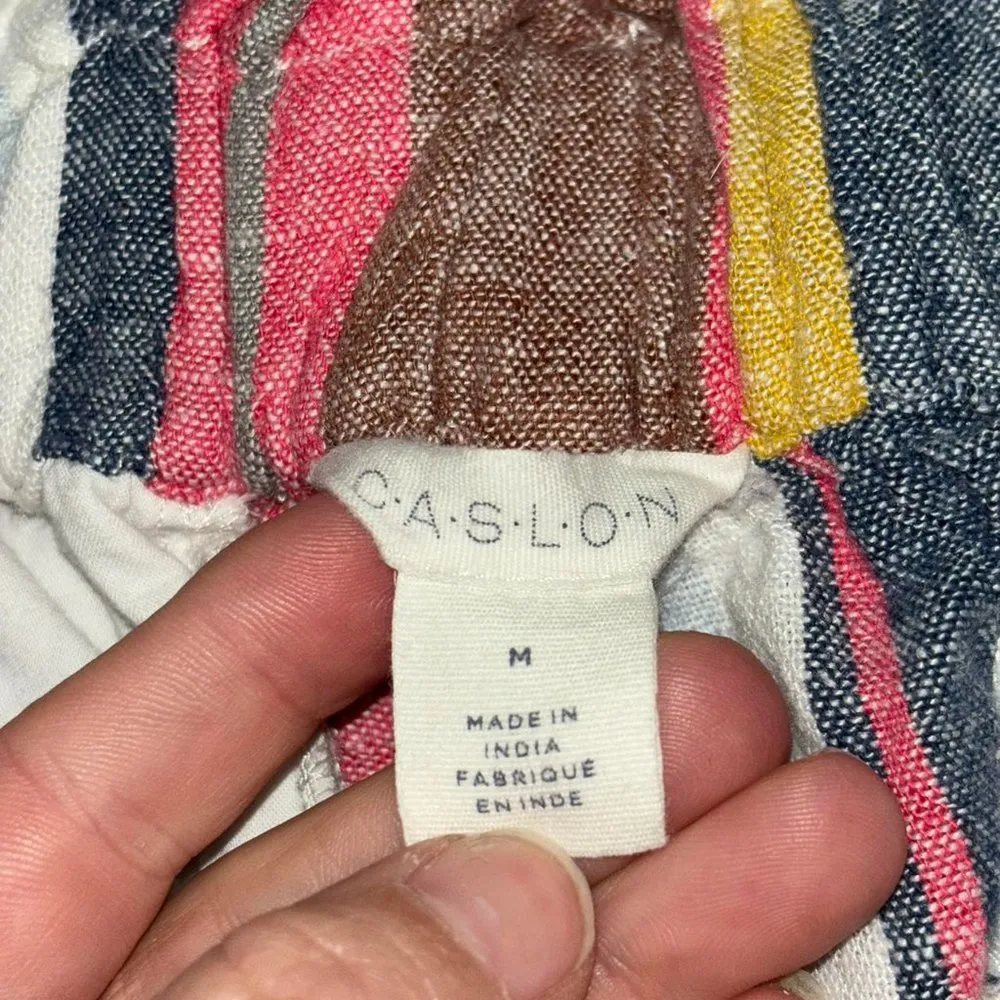 C·A·S·L·O·N
M
MADE IN
INDIA
FABRIQUÉ
EN INDE